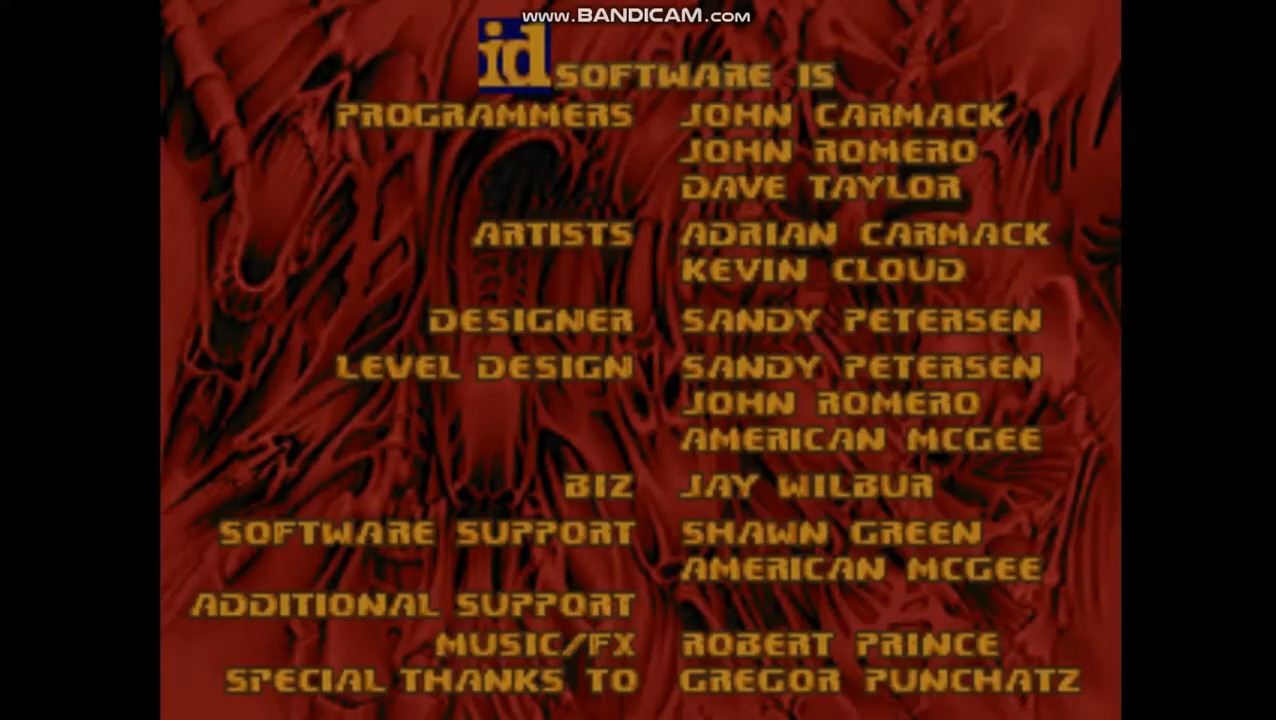 www.BANDICAM.com
id SOFTWARE IS
PROGRAMMERS JOHN CARMACK
JOHN ROMERO
DAVE TAYLOR
ARTISTS ADRIAN CARMACK
KEVIN CLOUD
DESIGNER SANDY PETERSEN
LEVEL DESIGN SANDY PETERSEN
JOHN ROMERO
AMERICAN MCGEE
BIZ JAY WILBUR
SOFTWARE SUPPORT SHAWN GREEN
AMERICAN MCGEE
ADDITIONAL SUPPORT
MUSIC/FX ROBERT PRINCE
SPECIAL THANKS TO GREGOR PUNCHATZ